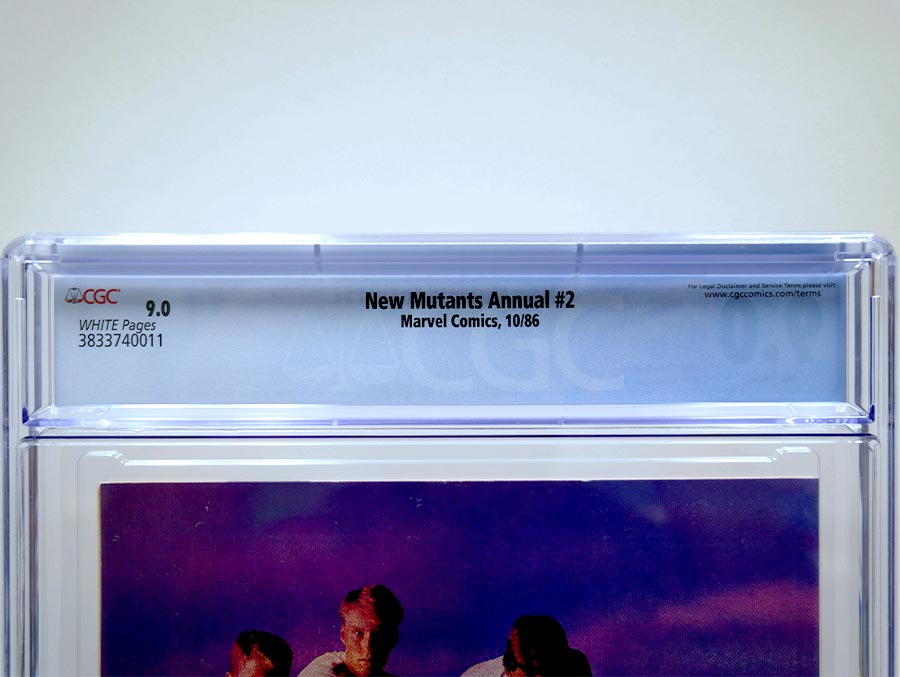 CGC
9.0
WHITE Pages
3833740011
New Mutants Annual #2
Marvel Comics, 10/86
For Legal Disclaimer and Service Terms please visit:
www.cgccomics.com/terms
CGC